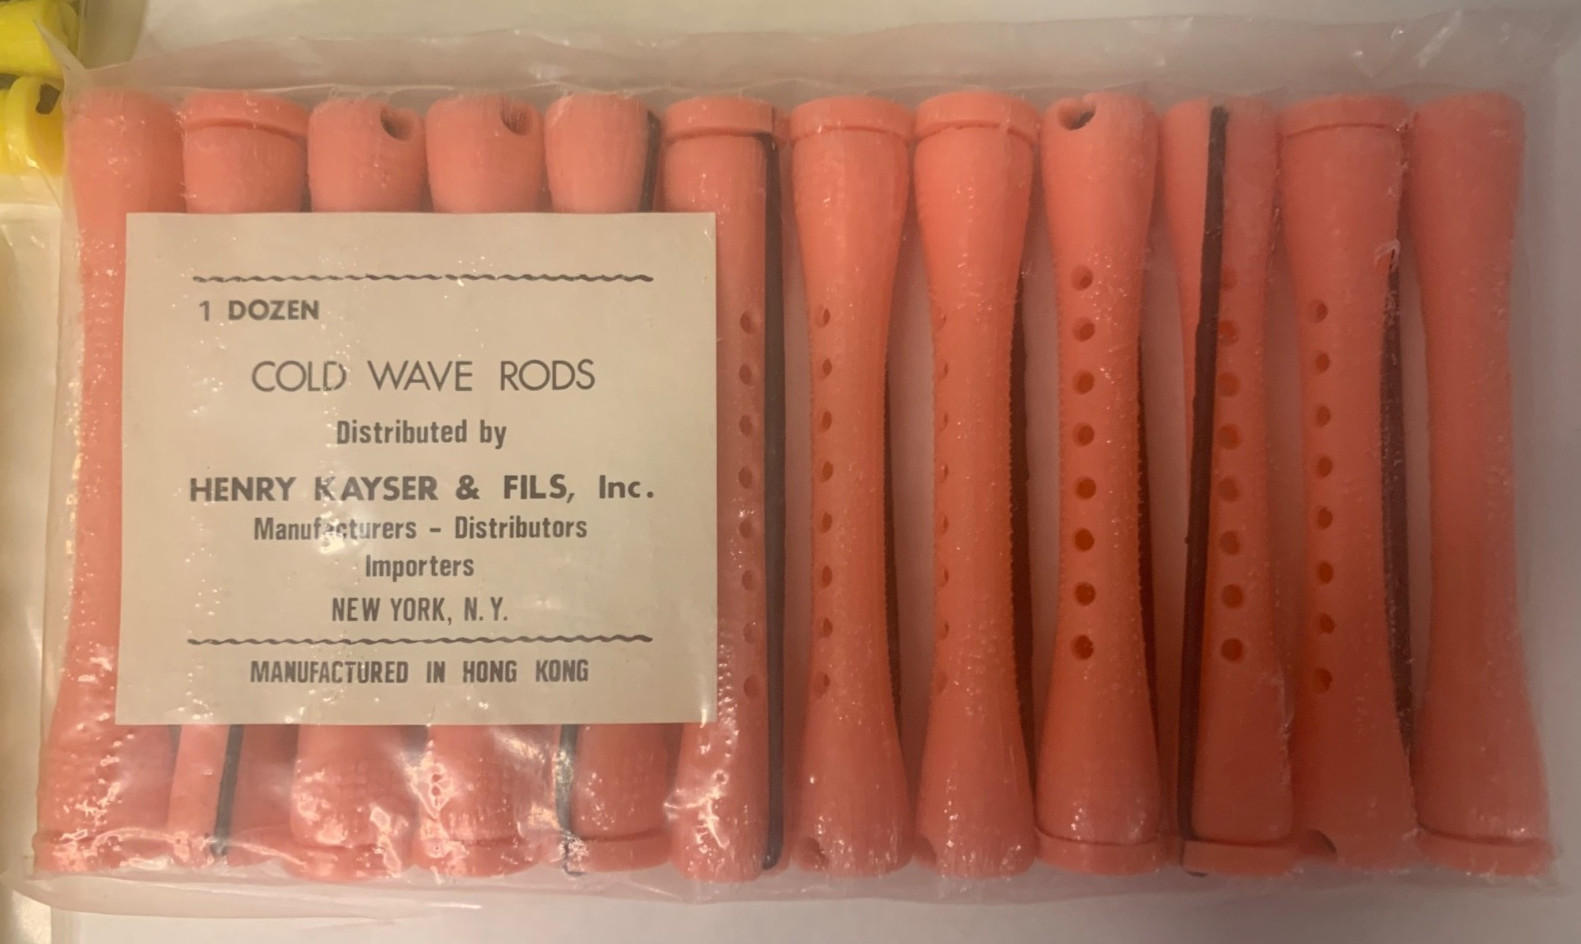 1 DOZEN
COLD WAVE RODS
Distributed by
HENRY KAYSER & FILS, Inc.
Manufacturers - Distributors
Importers
NEW YORK, N.Y.
MANUFACTURED IN HONG KONG